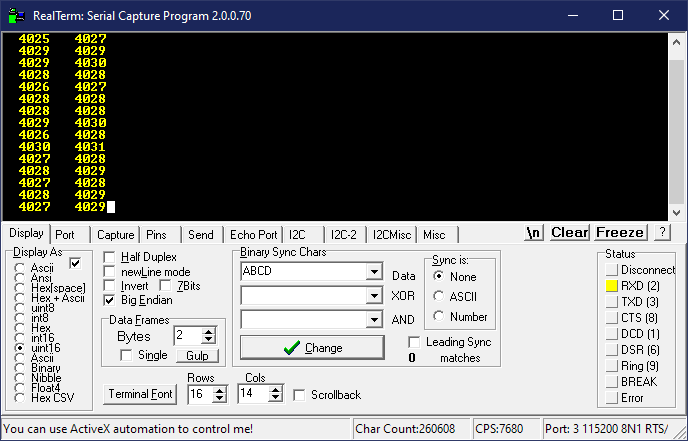 RealTerm: Serial Capture Program 2.0.0.70
4025 4027
4029 4029
4029 4030
4028 4028
4026 4027
4028 4028
4028 4028
4029 4030
4026 4028
4030 4031
4027 4028
4028 4029
4027 4028
4028 4029
4027 4029
Display Port Capture Pins Send Echo Port I2C I2C-2 I2CMisc Misc \n Clear Freeze ?
Display As
Ascii
Ansi
Hex[space]
Hex + Ascii
uint8
int8
Hex
int16
uint16
Ascii
Binary
Nibble
Float4
Hex CSV
Half Duplex
newLine mode
Invert 7Bits
Big Endian
Data Frames
Bytes 2
Single Gulp
Terminal Font
Rows
16
Cols
14
Scrollback
Binary Sync Chars
ABCD Data
XOR
AND
Change
Sync is:
None
ASCII
Number
Leading Sync
0 matches
Status
Disconnect
RXD (2)
TXD (3)
CTS (8)
DCD (1)
DSR (6)
Ring (9)
BREAK
Error
You can use ActiveX automation to control me! Char Count:260608 CPS:7680 Port: 3 115200 8N1 RTS/